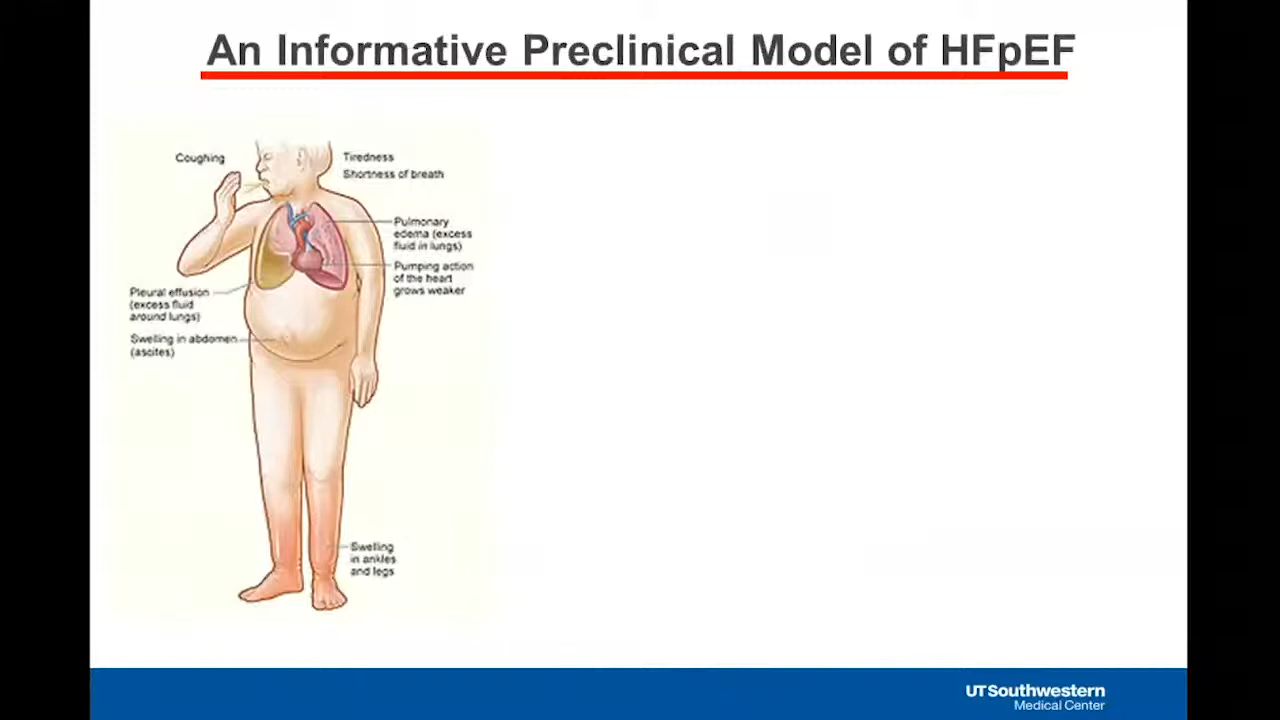 An Informative Preclinical Model of HFpEF
Coughing
Tiredness
Shortness of breath
Pulmonary
edema (excess
fluid in lungs)
Pumping action
of the heart
grows weaker
Pleural effusion
(excess fluid
around lungs)
Swelling in abdomen
(ascites)
Swelling
in ankles
and legs
UTSouthwestern
Medical Center